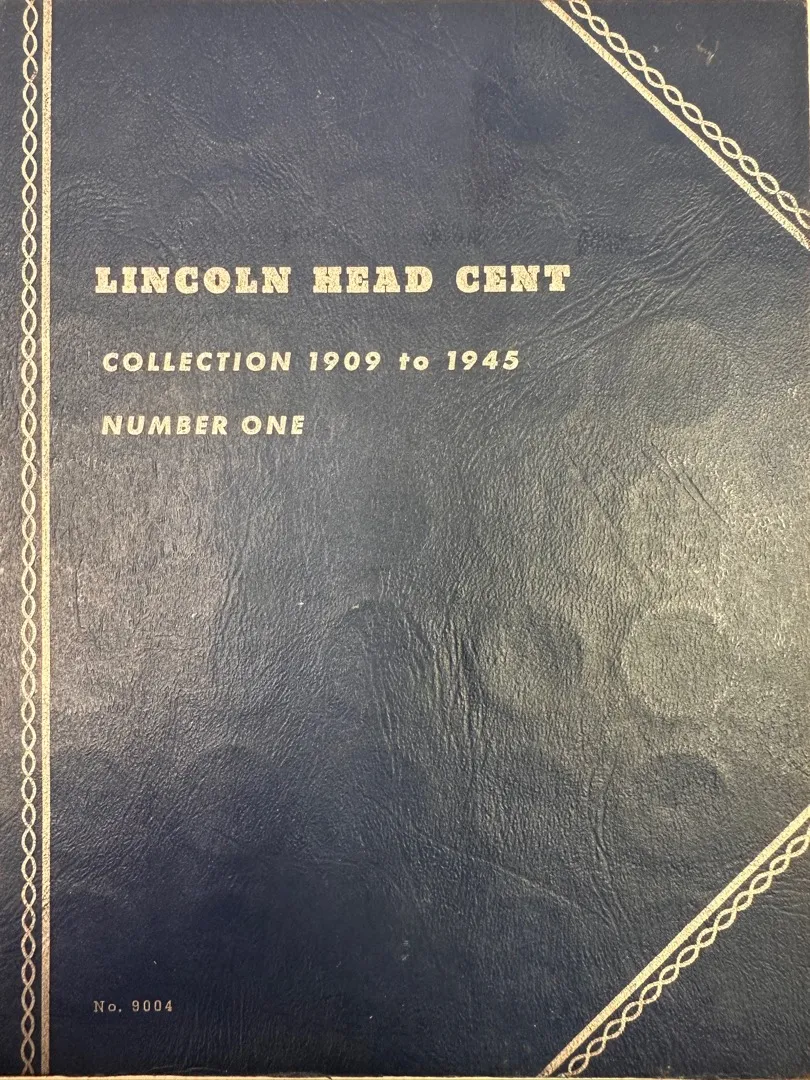 LINCOLN HEAD CENT
COLLECTION 1909 to 1945
NUMBER ONE
No. 9004